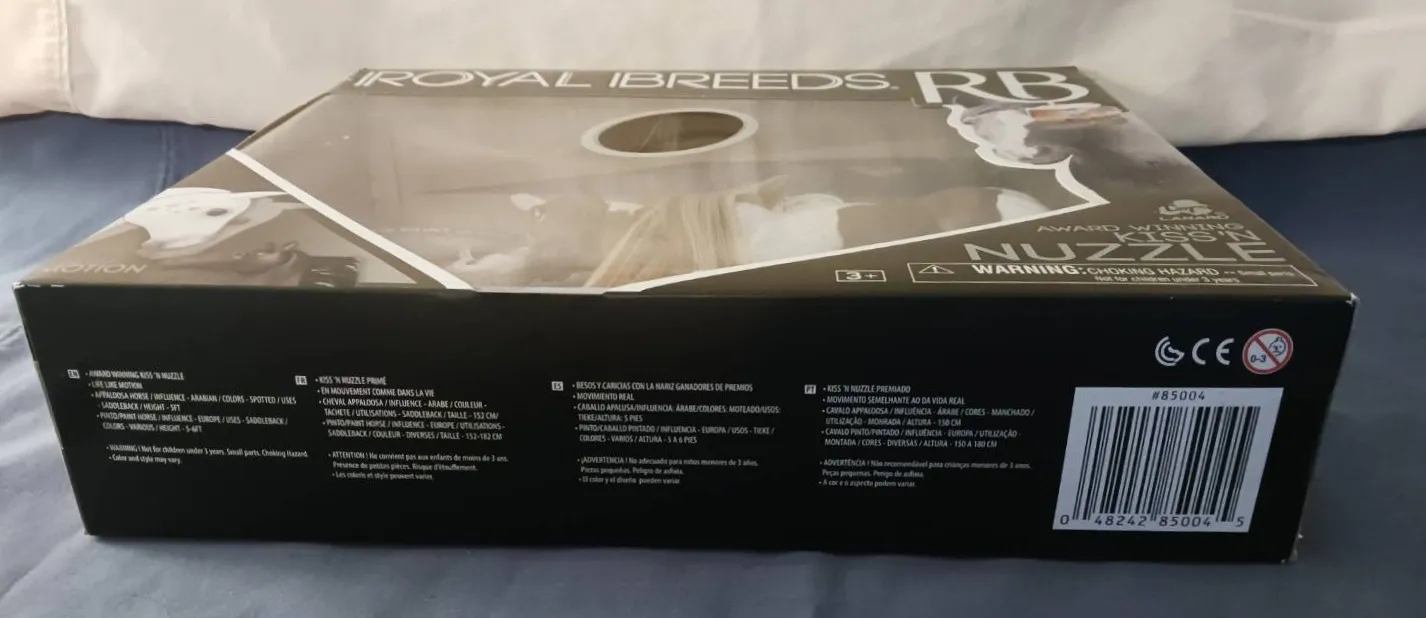 ROYAL BREEDS. RB
LANARD
AWARD WINNING
KISS'N
NUZZLE
MOTION
3+
WARNING: CHOKING HAZARD -- Small parts
Not for children under 3 years
EN
• AWARD WINNING KISS 'N NUZZLE
• LIFE LIKE MOTION
• APPALOOSA HORSE / INFLUENCE - ARABIAN / COLORS - SPOTTED / USES
- SADDLEBACK / HEIGHT - 5FT
• PINTO/PAINT HORSE / INFLUENCE - EUROPE / USES - SADDLEBACK /
COLORS - VARIOUS / HEIGHT - 5-6FT
• WARNING! Not for children under 3 years. Small parts. Choking Hazard.
• Color and style may vary.
FR
• KISS 'N NUZZLE PRIMÉ
• EN MOUVEMENT COMME DANS LA VIE
• CHEVAL APPALOOSA / INFLUENCE - ARABE / COULEUR -
TACHETE / UTILISATIONS - SADDLEBACK / TAILLE - 152 CM/
• PINTO/PAINT HORSE / INFLUENCE - EUROPE / UTILISATIONS -
SADDLEBACK / COULEUR - DIVERSES / TAILLE - 152-182 CM
• ATTENTION ! Ne convient pas aux enfants de moins de 3 ans.
Présence de petites pièces. Risque d'étouffement.
• Les coloris et style peuvent varier.
ES
• BESOS Y CARICIAS CON LA NARIZ GANADORES DE PREMIOS
• MOVIMIENTO REAL
• CABALLO APALUSA/INFLUENCIA: ÁRABE/COLORES: MOTEADO/USOS:
TIEKE/ALTURA: 5 PIES
• PINTO/CABALLO PINTADO / INFLUENCIA - EUROPA / USOS - TIEKE /
COLORES - VARIOS / ALTURA - 5 A 6 PIES
• ¡ADVERTENCIA! No adecuado para niños menores de 3 años.
Piezas pequeñas. Peligro de asfixia.
• El color y el diseño pueden variar.
PT
• KISS 'N NUZZLE PREMIADO
• MOVIMENTO SEMELHANTE AO DA VIDA REAL
• CAVALO APPALOOSA / INFLUÊNCIA - ÁRABE / CORES - MANCHADO /
UTILIZAÇÃO - MONRADA / ALTURA - 150 CM
• CAVALO PINTO/PINTADO / INFLUÊNCIA - EUROPA / UTILIZAÇÃO -
MONTADA / CORES - DIVERSAS / ALTURA - 150 A 180 CM
• ADVERTÊNCIA ! Não recomendável para crianças menores de 3 anos.
Peças pequenas. Perigo de asfixia.
• A cor e o aspecto podem variar.
CE
0-3
#85004
0 48242 85004 5